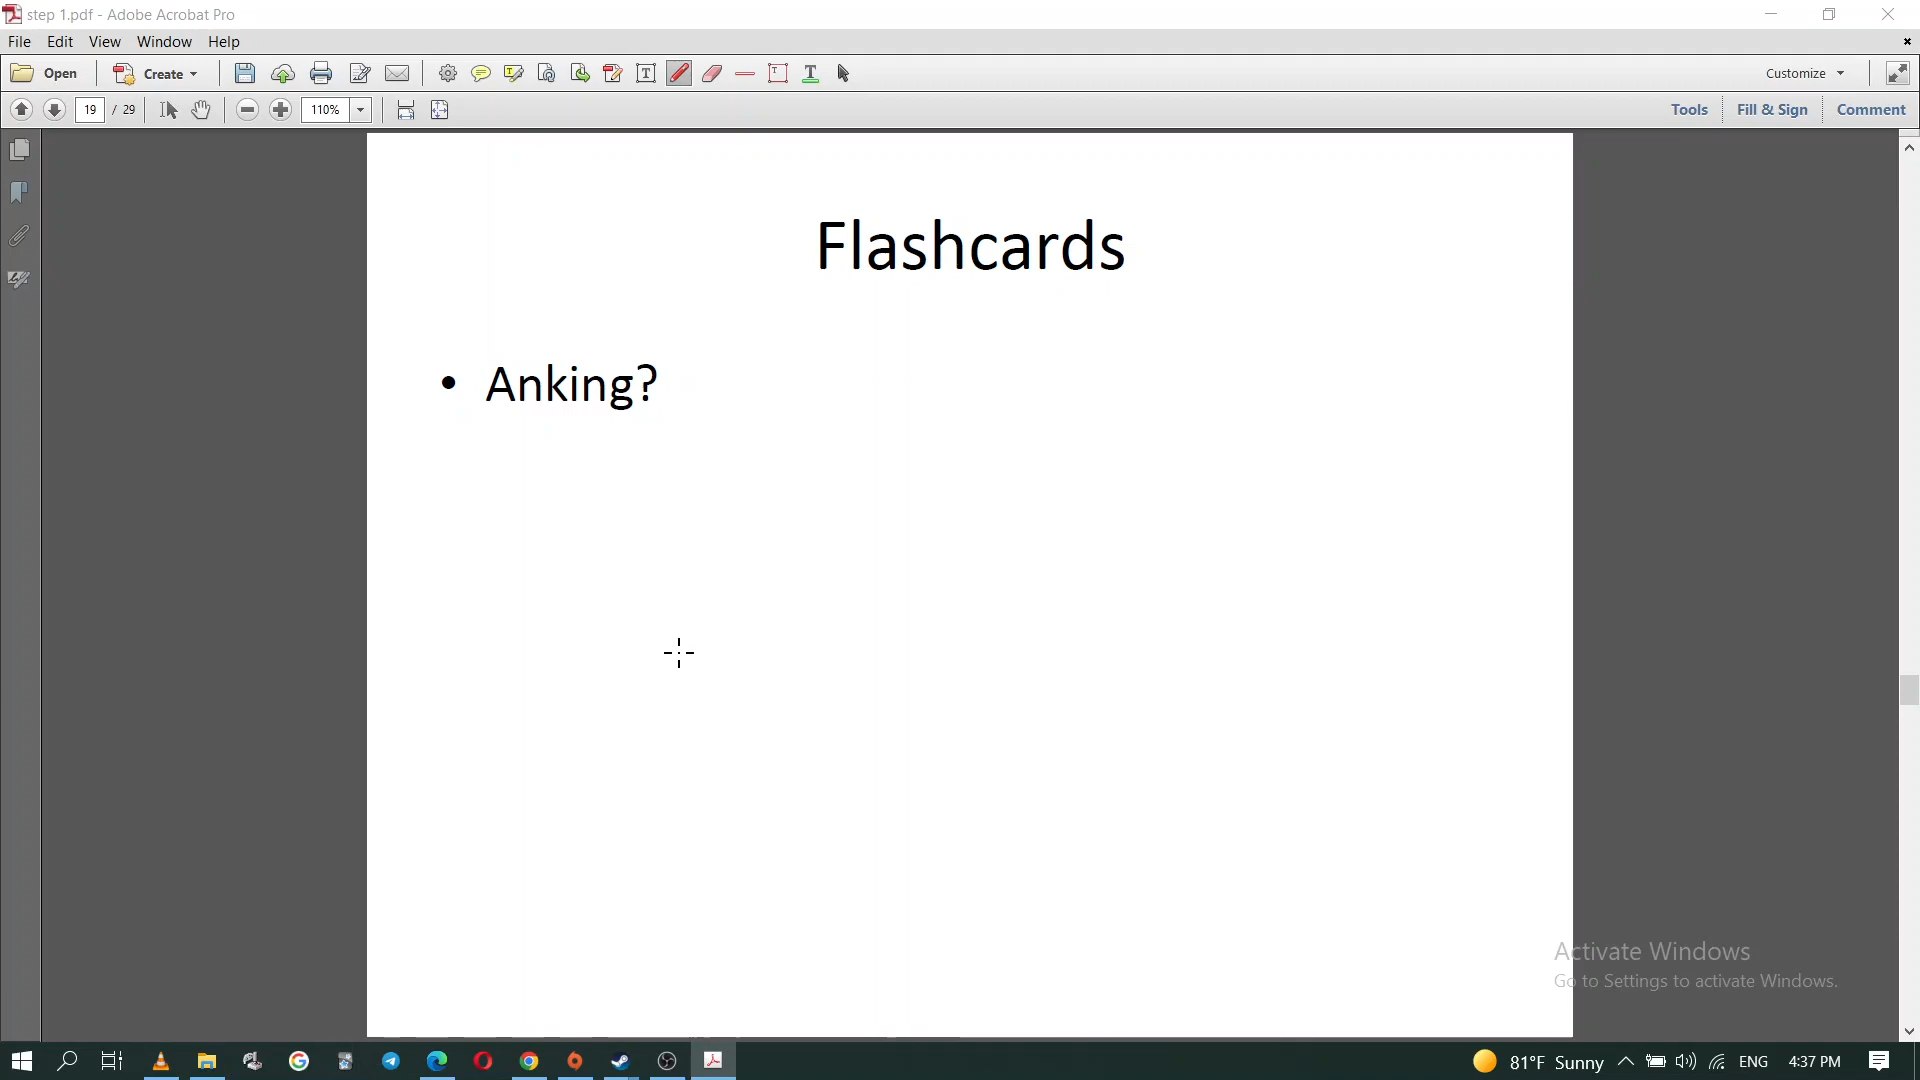 step 1.pdf - Adobe Acrobat Pro
File Edit View Window Help
Open Create Customize
19 / 29 110% Tools Fill & Sign Comment
Flashcards
• Anking?
Activate Windows
Go to Settings to activate Windows.
81°F Sunny ENG 4:37 PM